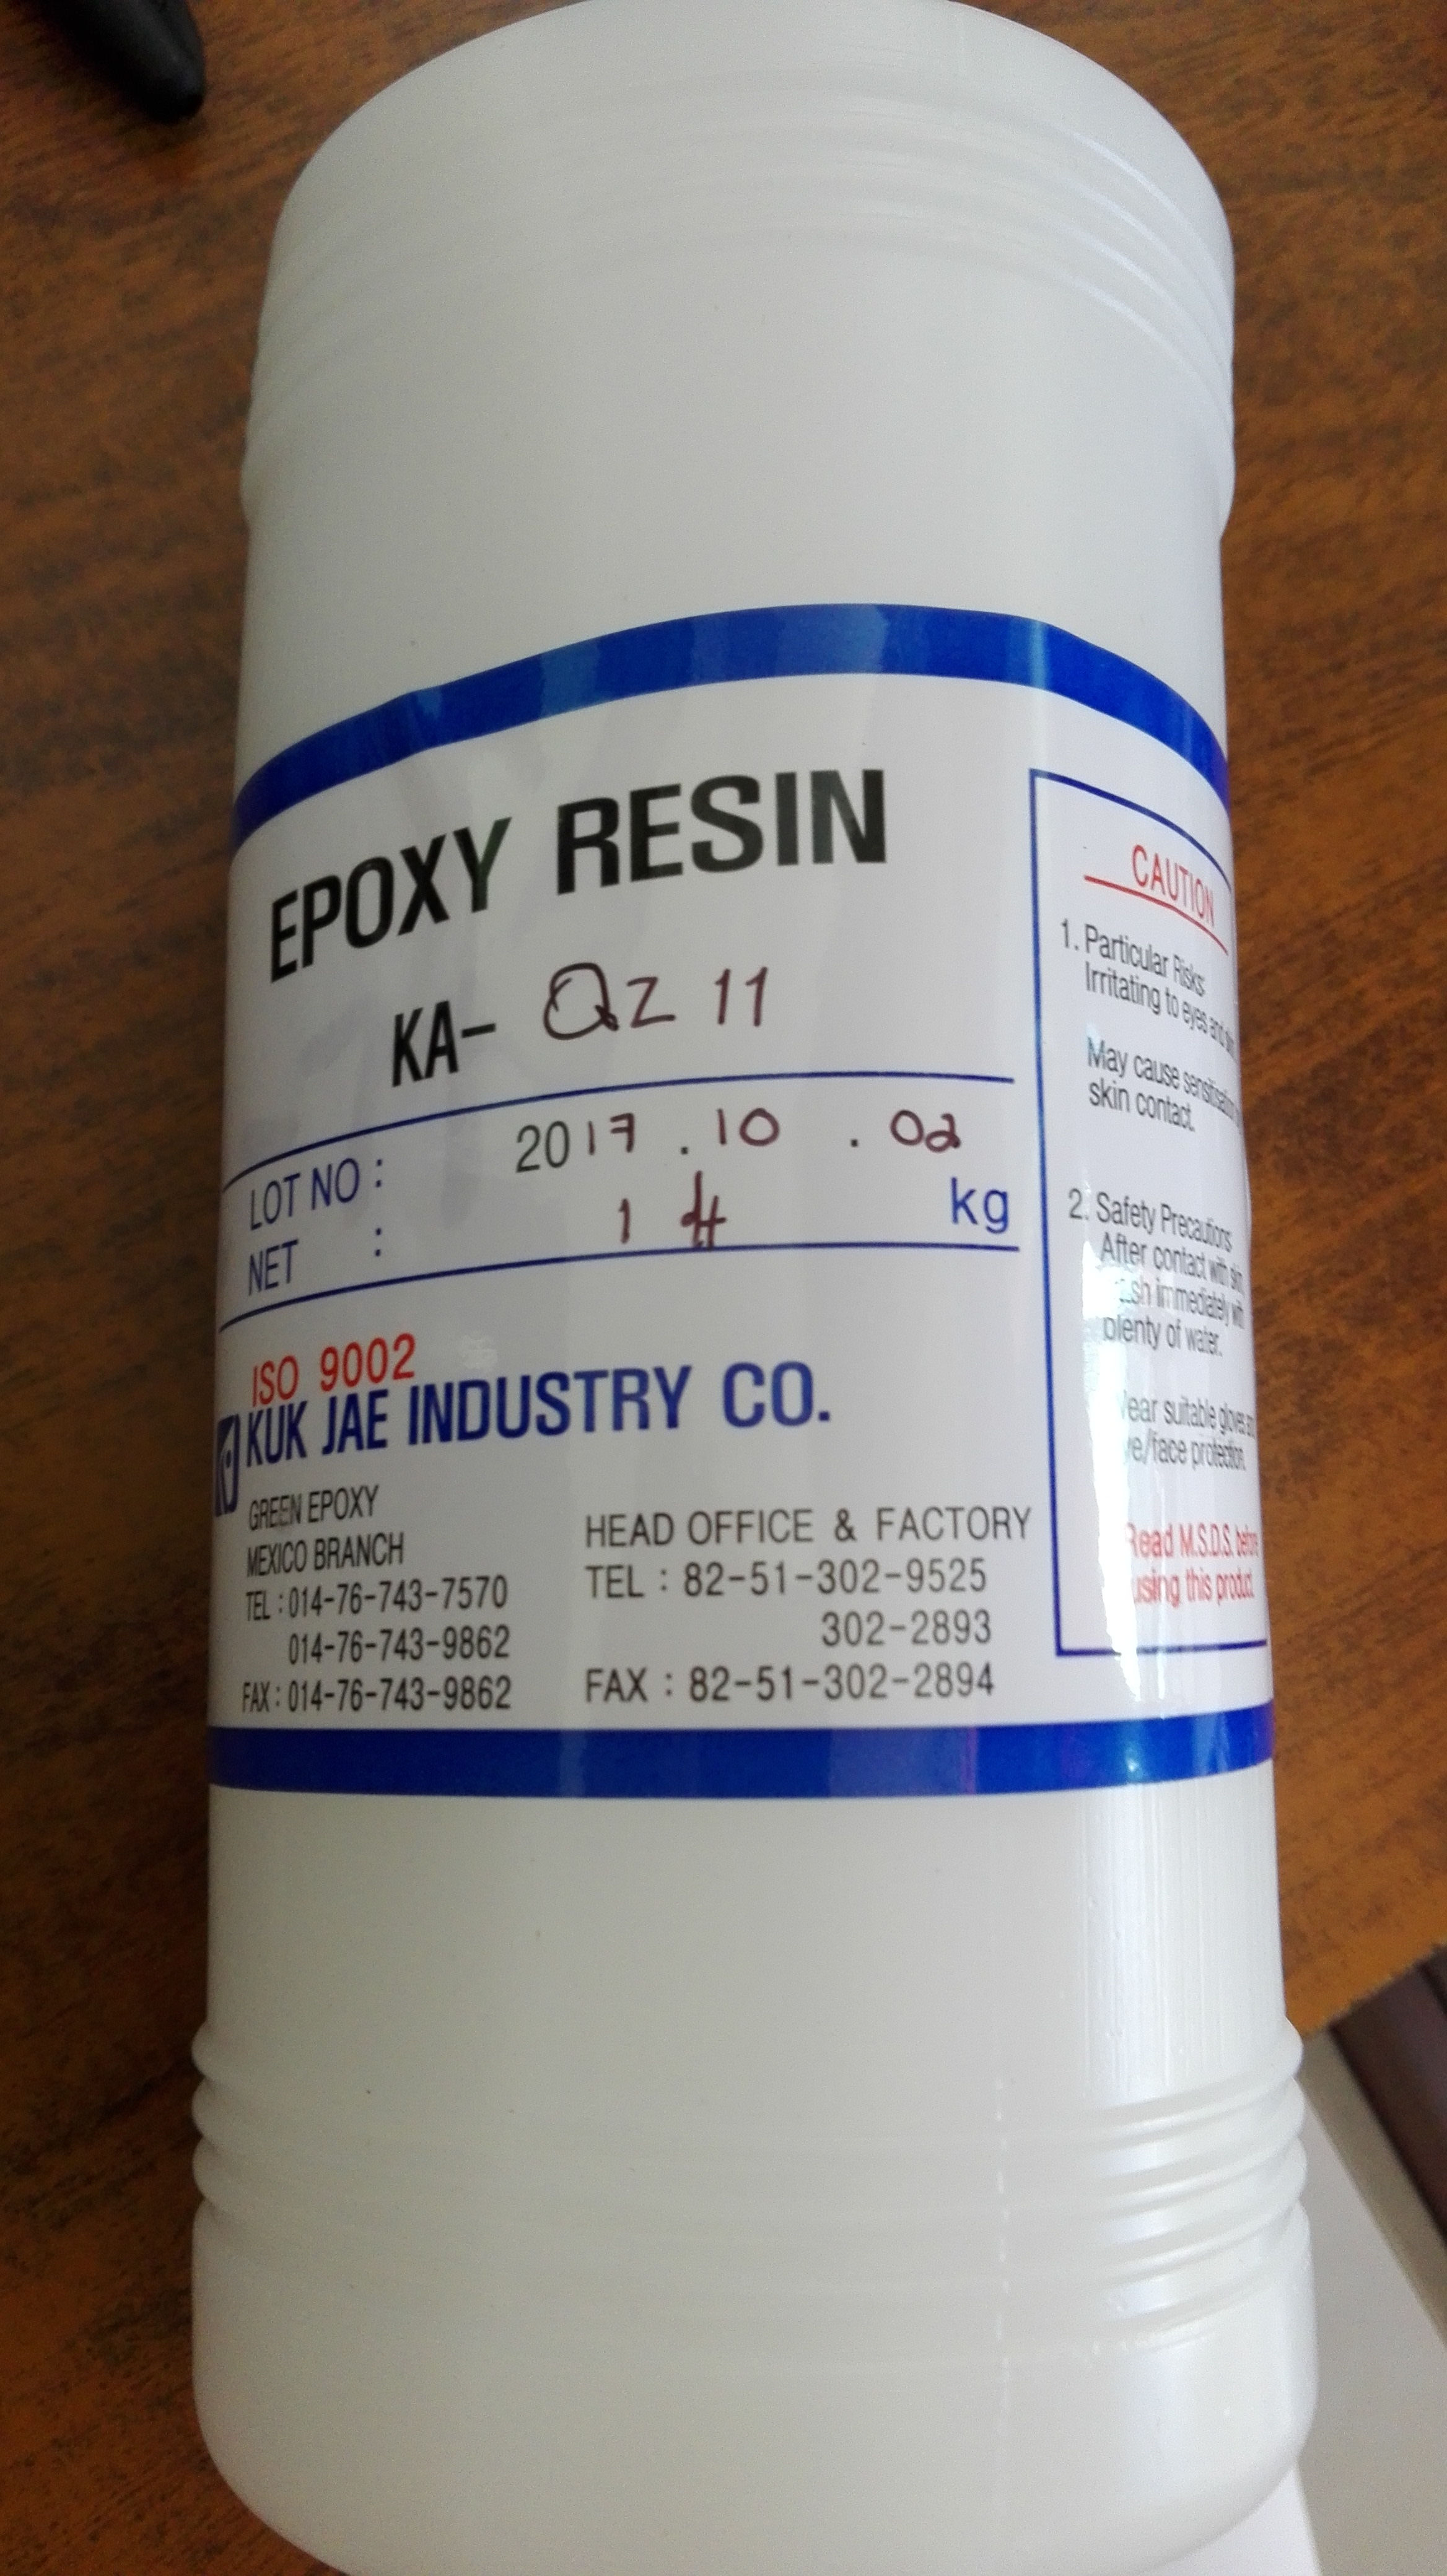 EPOXY RESIN
KA- QZ 11
LOT NO : 2017 . 10 . 02
NET : 1 kg
ISO 9002
KUK JAE INDUSTRY CO.
GREEN EPOXY
MEXICO BRANCH
TEL : 014-76-743-7570
014-76-743-9862
FAX : 014-76-743-9862
HEAD OFFICE & FACTORY
TEL : 82-51-302-9525
302-2893
FAX : 82-51-302-2894
CAUTION
1. Particular Risks:
Irritating to eyes and
May cause
skin contact.
2. Safety Precautions
After contact with skin,
immediately with
plenty of water.
suitable gloves
protection.
Read M.S.D.S. before
using this product.